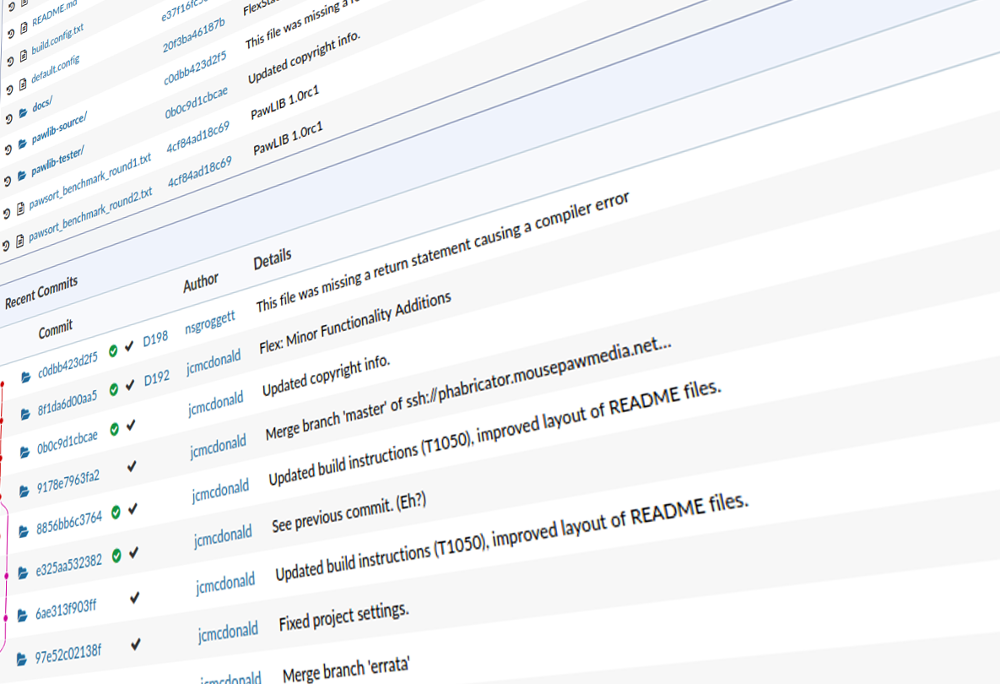 README.md
build.config.txt 20f3ba46187b This file was missing a
default.config c0dbb423d2f5 Updated copyright info.
docs/ 0b0c9d1cbcae PawLIB 1.0rc1
pawlib-source/ 4cf84ad18c69 PawLIB 1.0rc1
pawlib-tester/ 4cf84ad18c69
pawsort_benchmark_round1.txt
pawsort_benchmark_round2.txt
Recent Commits
Commit Author Details
c0dbb423d2f5 D198 nsgroggett This file was missing a return statement causing a compiler error
8f1da6d00aa5 D192 jcmcdonald Flex: Minor Functionality Additions
0b0c9d1cbcae jcmcdonald Updated copyright info.
9178e7963fa2 jcmcdonald Merge branch 'master' of ssh://phabricator.mousepawmedia.net...
8856bb6c3764 jcmcdonald Updated build instructions (T1050), improved layout of README files.
e325aa532382 jcmcdonald See previous commit. (Eh?)
6ae313f903ff jcmcdonald Updated build instructions (T1050), improved layout of README files.
97e52c02138f jcmcdonald Fixed project settings.
jcmcdonald Merge branch 'errata'